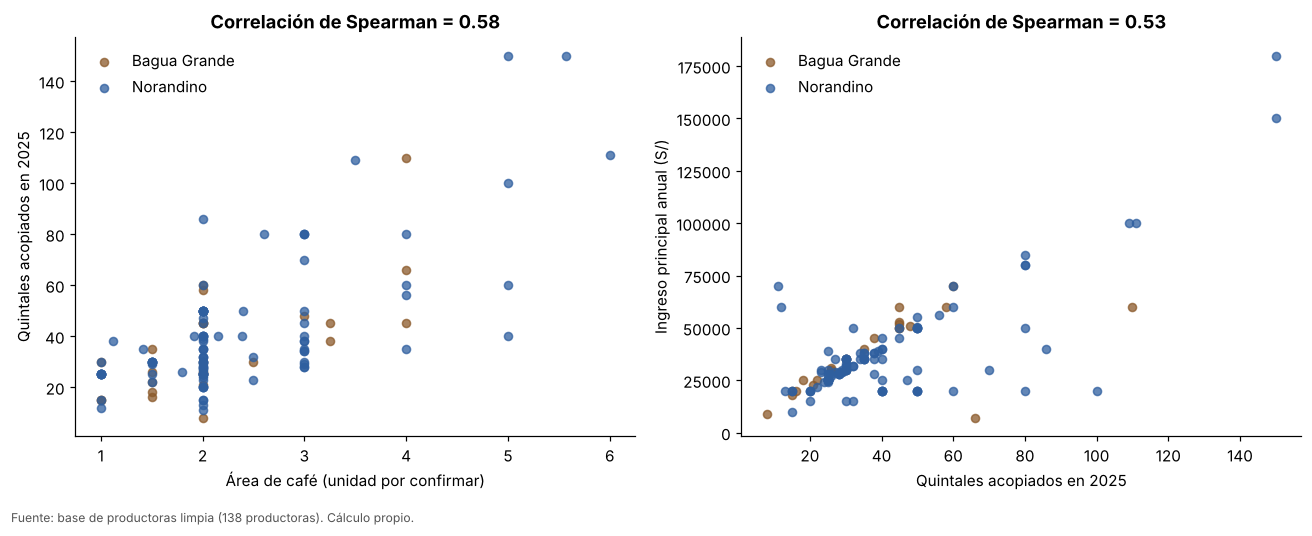 Correlación de Spearman = 0.58
Bagua Grande
Norandino
Quintales acopiados en 2025
140
120
100
80
60
40
20
1 2 3 4 5 6
Área de café (unidad por confirmar)
Correlación de Spearman = 0.53
Bagua Grande
Norandino
Ingreso principal anual (S/)
175000
150000
125000
100000
75000
50000
25000
0
20 40 60 80 100 120 140
Quintales acopiados en 2025
Fuente: base de productoras limpia (138 productoras). Cálculo propio.